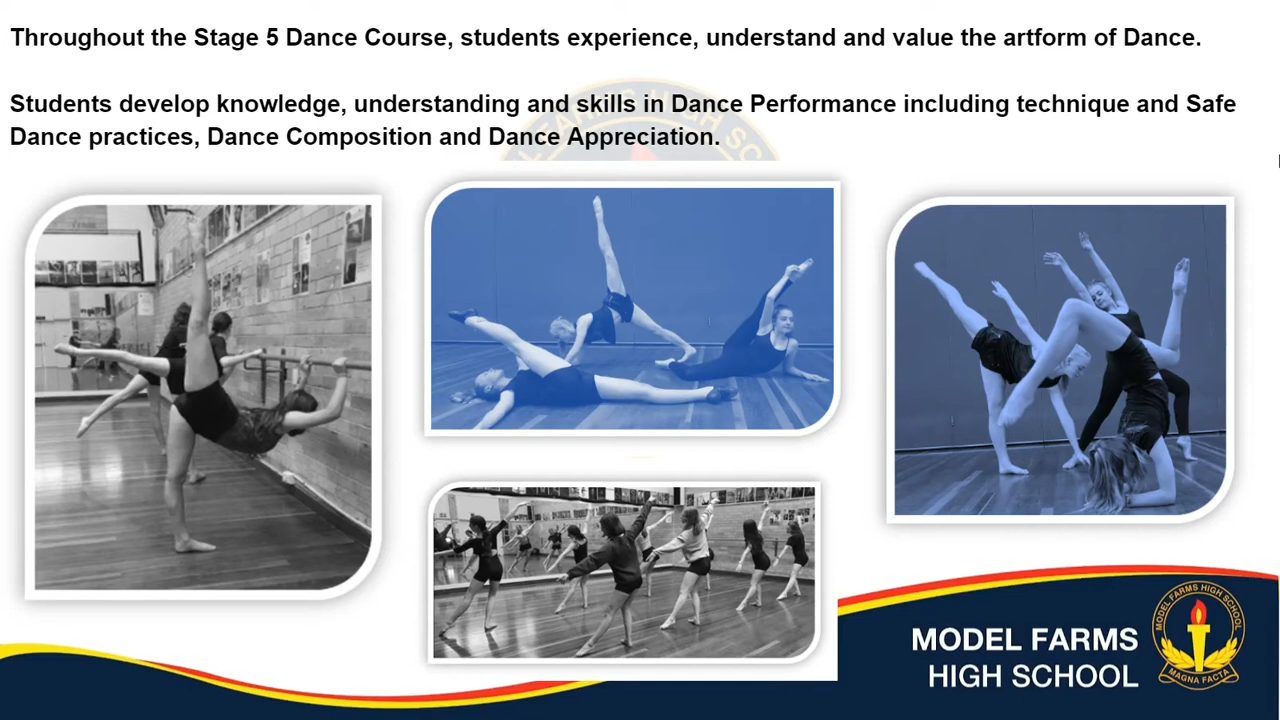 Throughout the Stage 5 Dance Course, students experience, understand and value the artform of Dance.
Students develop knowledge, understanding and skills in Dance Performance including technique and Safe
Dance practices, Dance Composition and Dance Appreciation.
MODEL FARMS
HIGH SCHOOL
MODEL FARMS HIGH SCHOOL
MAGNA FACTA